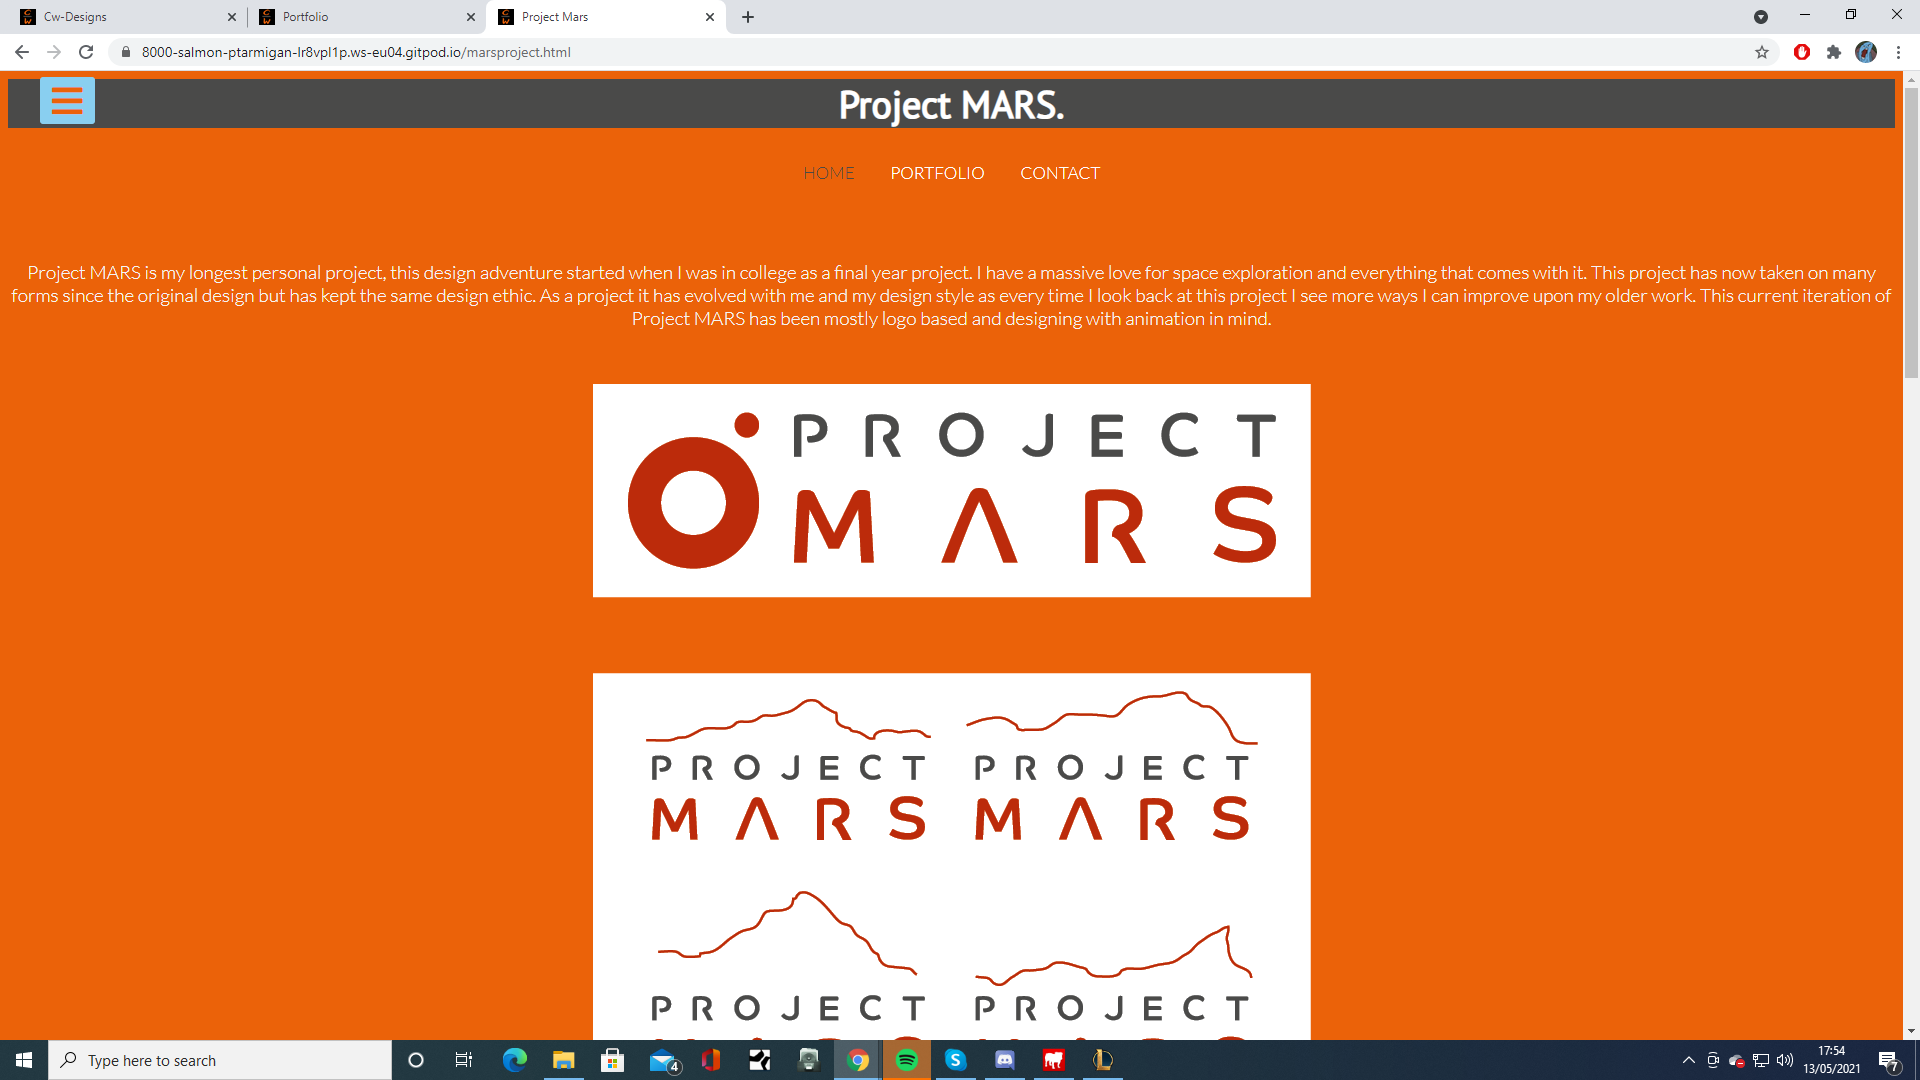 Cw-Designs
Portfolio
Project Mars
8000-salmon-ptarmigan-lr8vpl1p.ws-eu04.gitpod.io/marsproject.html
Project MARS.
HOME PORTFOLIO CONTACT
Project MARS is my longest personal project, this design adventure started when I was in college as a final year project. I have a massive love for space exploration and everything that comes with it. This project has now taken on many
forms since the original design but has kept the same design ethic. As a project it has evolved with me and my design style as every time I look back at this project I see more ways I can improve upon my older work. This current iteration of
Project MARS has been mostly logo based and designing with animation in mind.
PROJECT
MARS
PROJECT
MARS
PROJECT
MARS
PROJECT
PROJECT
Type here to search
4
17:54
13/05/2021
7